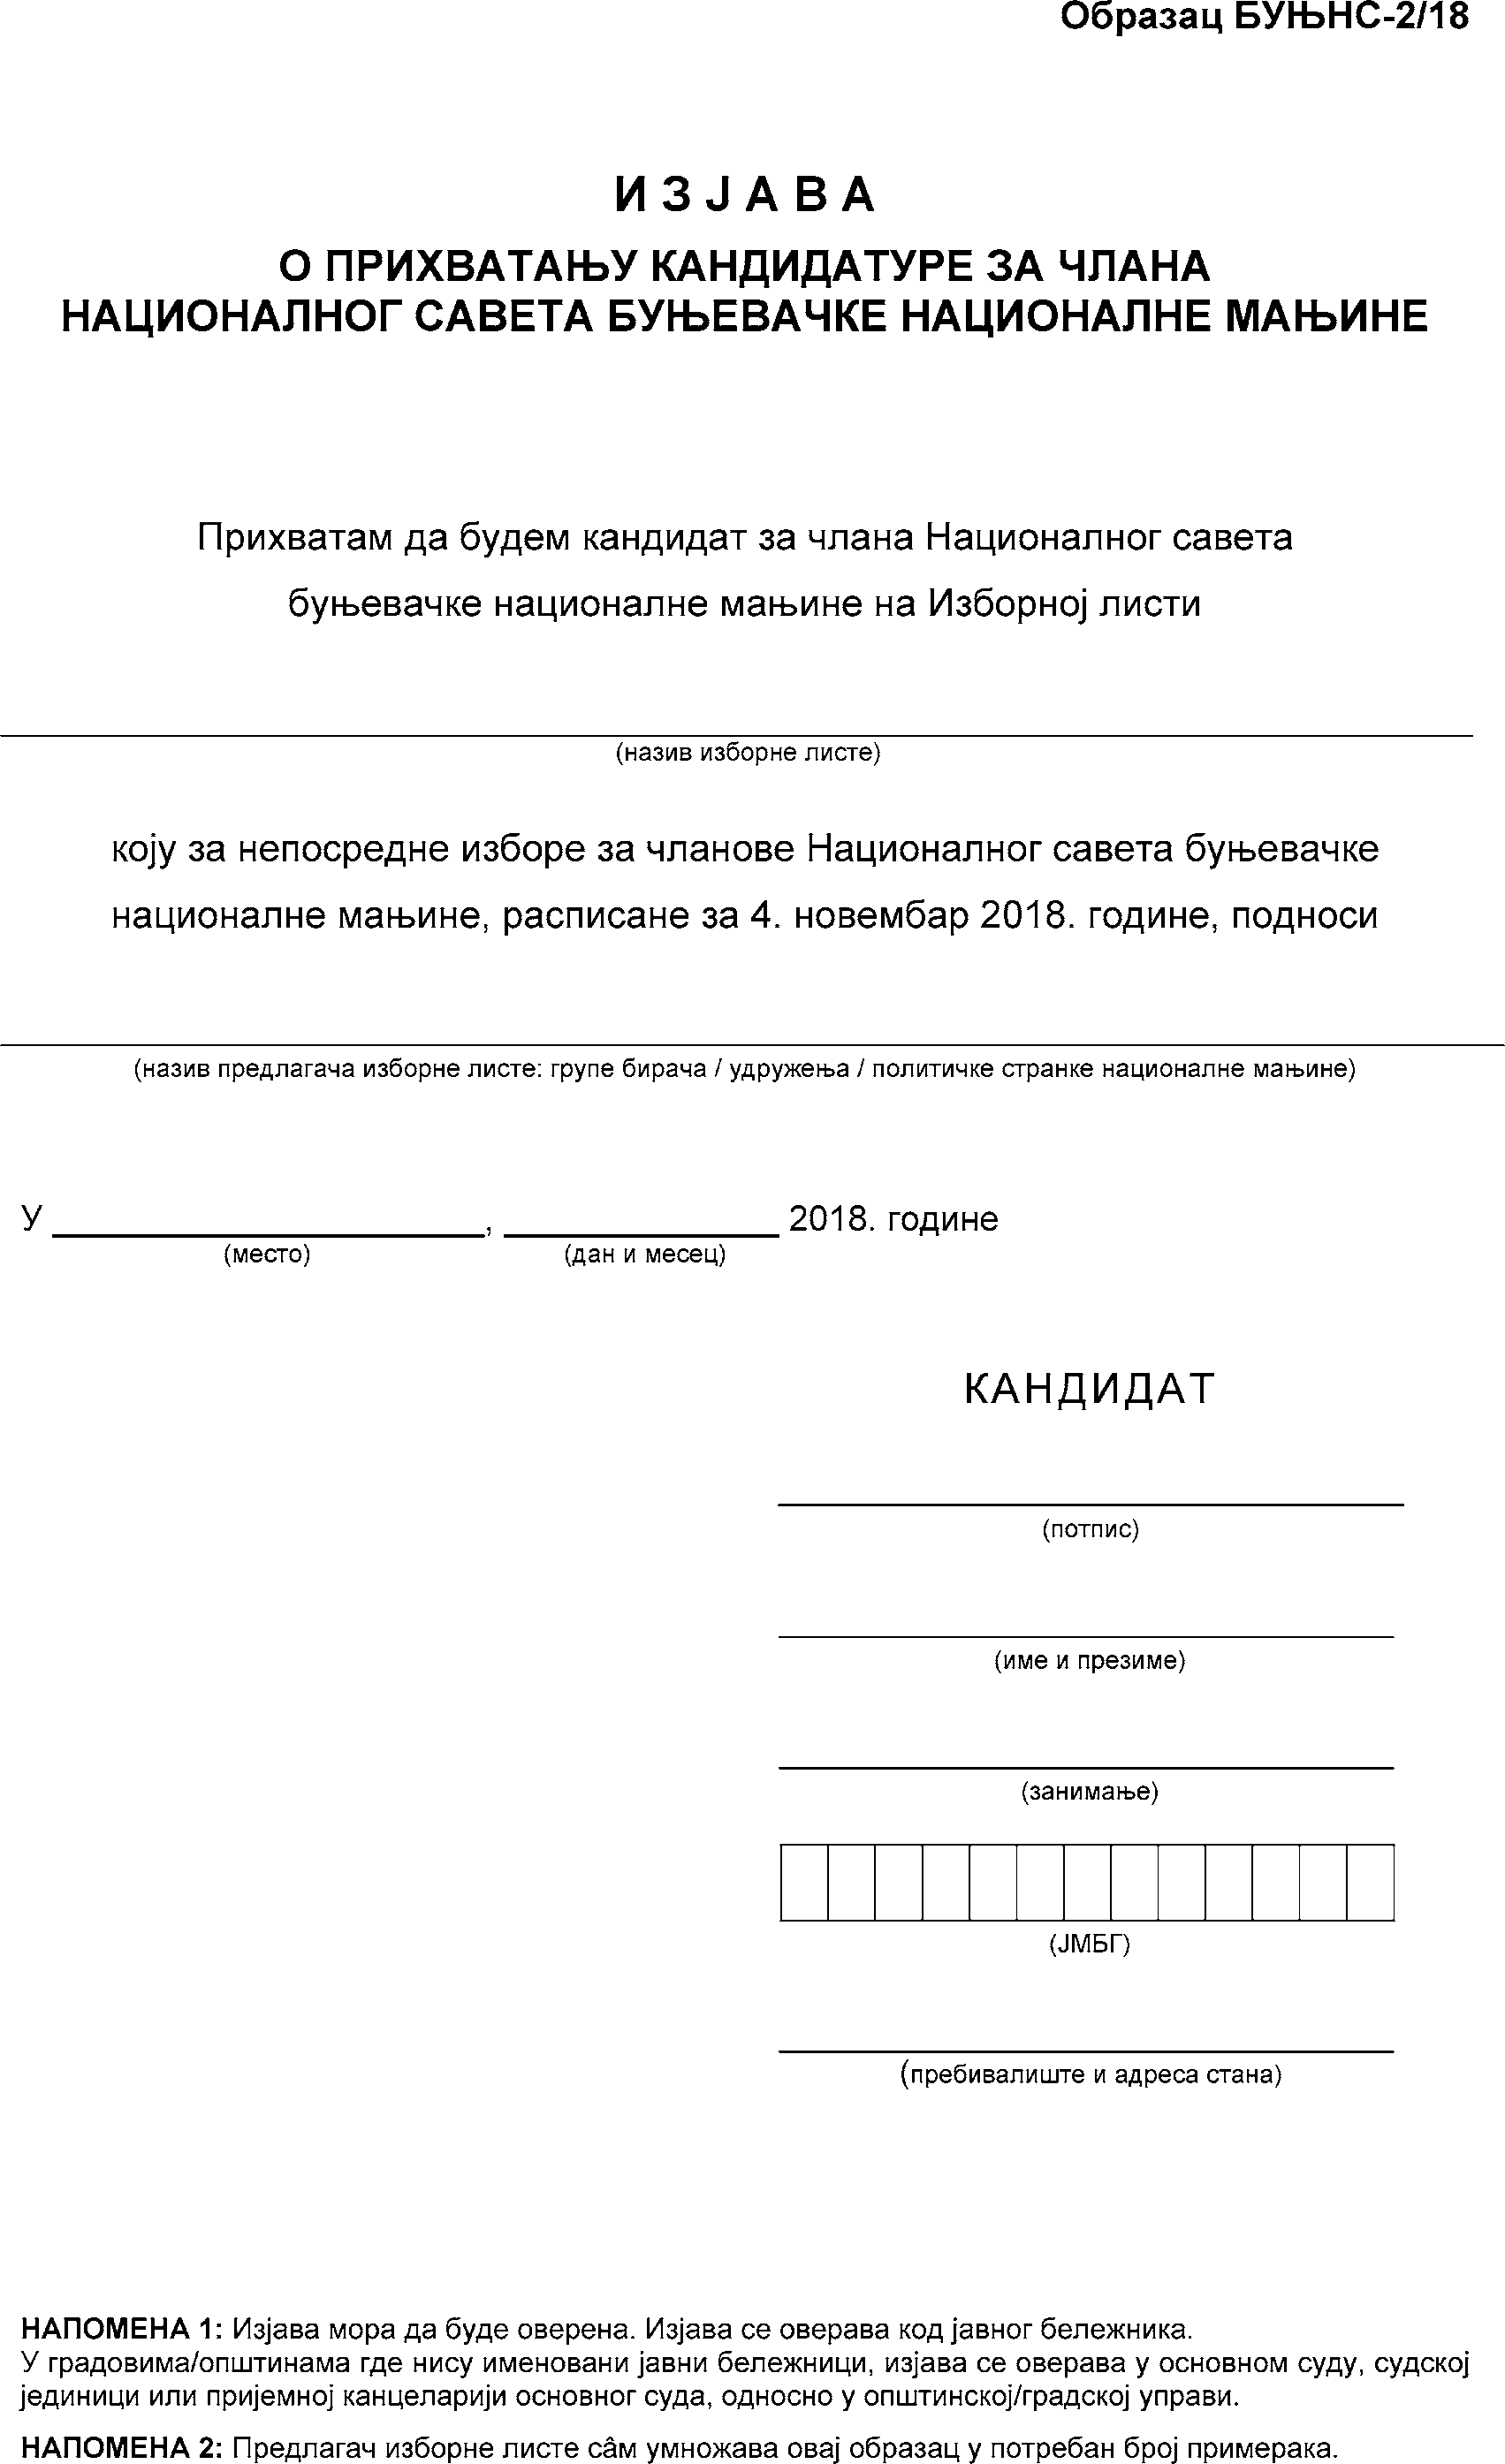 Образац БУЊНС-2/18
И З Ј А В А
О ПРИХВАТАЊУ КАНДИДАТУРЕ ЗА ЧЛАНА
НАЦИОНАЛНОГ САВЕТА БУЊЕВАЧКЕ НАЦИОНАЛНЕ МАЊИНЕ
Прихватам да будем кандидат за члана Националног савета
буњевачке националне мањине на Изборној листи
(назив изборне листе)
коју за непосредне изборе за чланове Националног савета буњевачке
националне мањине, расписане за 4. новембар 2018. године, подноси
(назив предлагача изборне листе: групе бирача / удружења / политичке странке националне мањине)
У ____________________, _____________ 2018. године
(место) (дан и месец)
КАНДИДАТ
(потпис)
(име и презиме)
(занимање)
(ЈМБГ)
(пребивалиште и адреса стана)
НАПОМЕНА 1: Изјава мора да буде оверена. Изјава се оверава код јавног бележника.
У градовима/општинама где нису именовани јавни бележници, изјава се оверава у основном суду, судској
јединици или пријемној канцеларији основног суда, односно у општинској/градској управи.
НАПОМЕНА 2: Предлагач изборне листе сâм умножава овај образац у потребан број примерака.